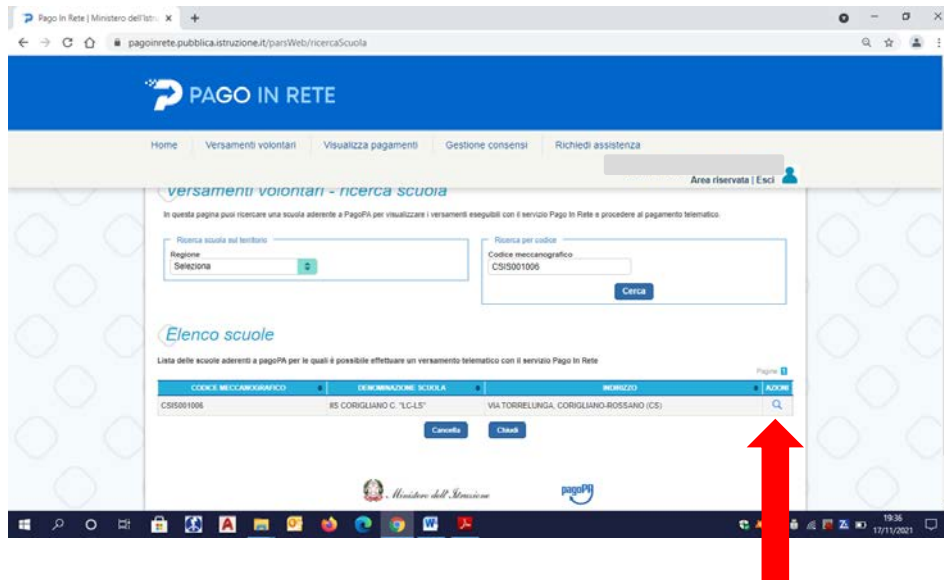 Pago In Rete | Ministero dell'Istru
pagoinrete.pubblica.istruzione.it/parsWeb/ricercaScuola
PAGO IN RETE
Home Versamenti volontari Visualizza pagamenti Gestione consensi Richiedi assistenza
Area riservata | Esci
Versamenti volontari - ricerca scuola
In questa pagina puoi ricercare una scuola aderente a PagoPA per visualizzare i versamenti eseguibili con il servizio Pago In Rete e procedere al pagamento telematico.
Ricerca scuola sul territorio
Regione
Seleziona
Ricerca per codice
Codice meccanografico
CSIS001006
Cerca
Elenco scuole
Lista delle scuole aderenti a pagoPA per le quali è possibile effettuare un versamento telematico con il servizio Pago In Rete
Pagine 1
CODICE MECCANOGRAFICO DENOMINAZIONE SCUOLA INDIRIZZO AZIONI
CSIS001006 IIS CORIGLIANO C. "LC-LS" VIA TORRELUNGA, CORIGLIANO-ROSSANO (CS)
Cancella Chiudi
Ministero dell'Istruzione
pagoPA
19:36
17/11/2021